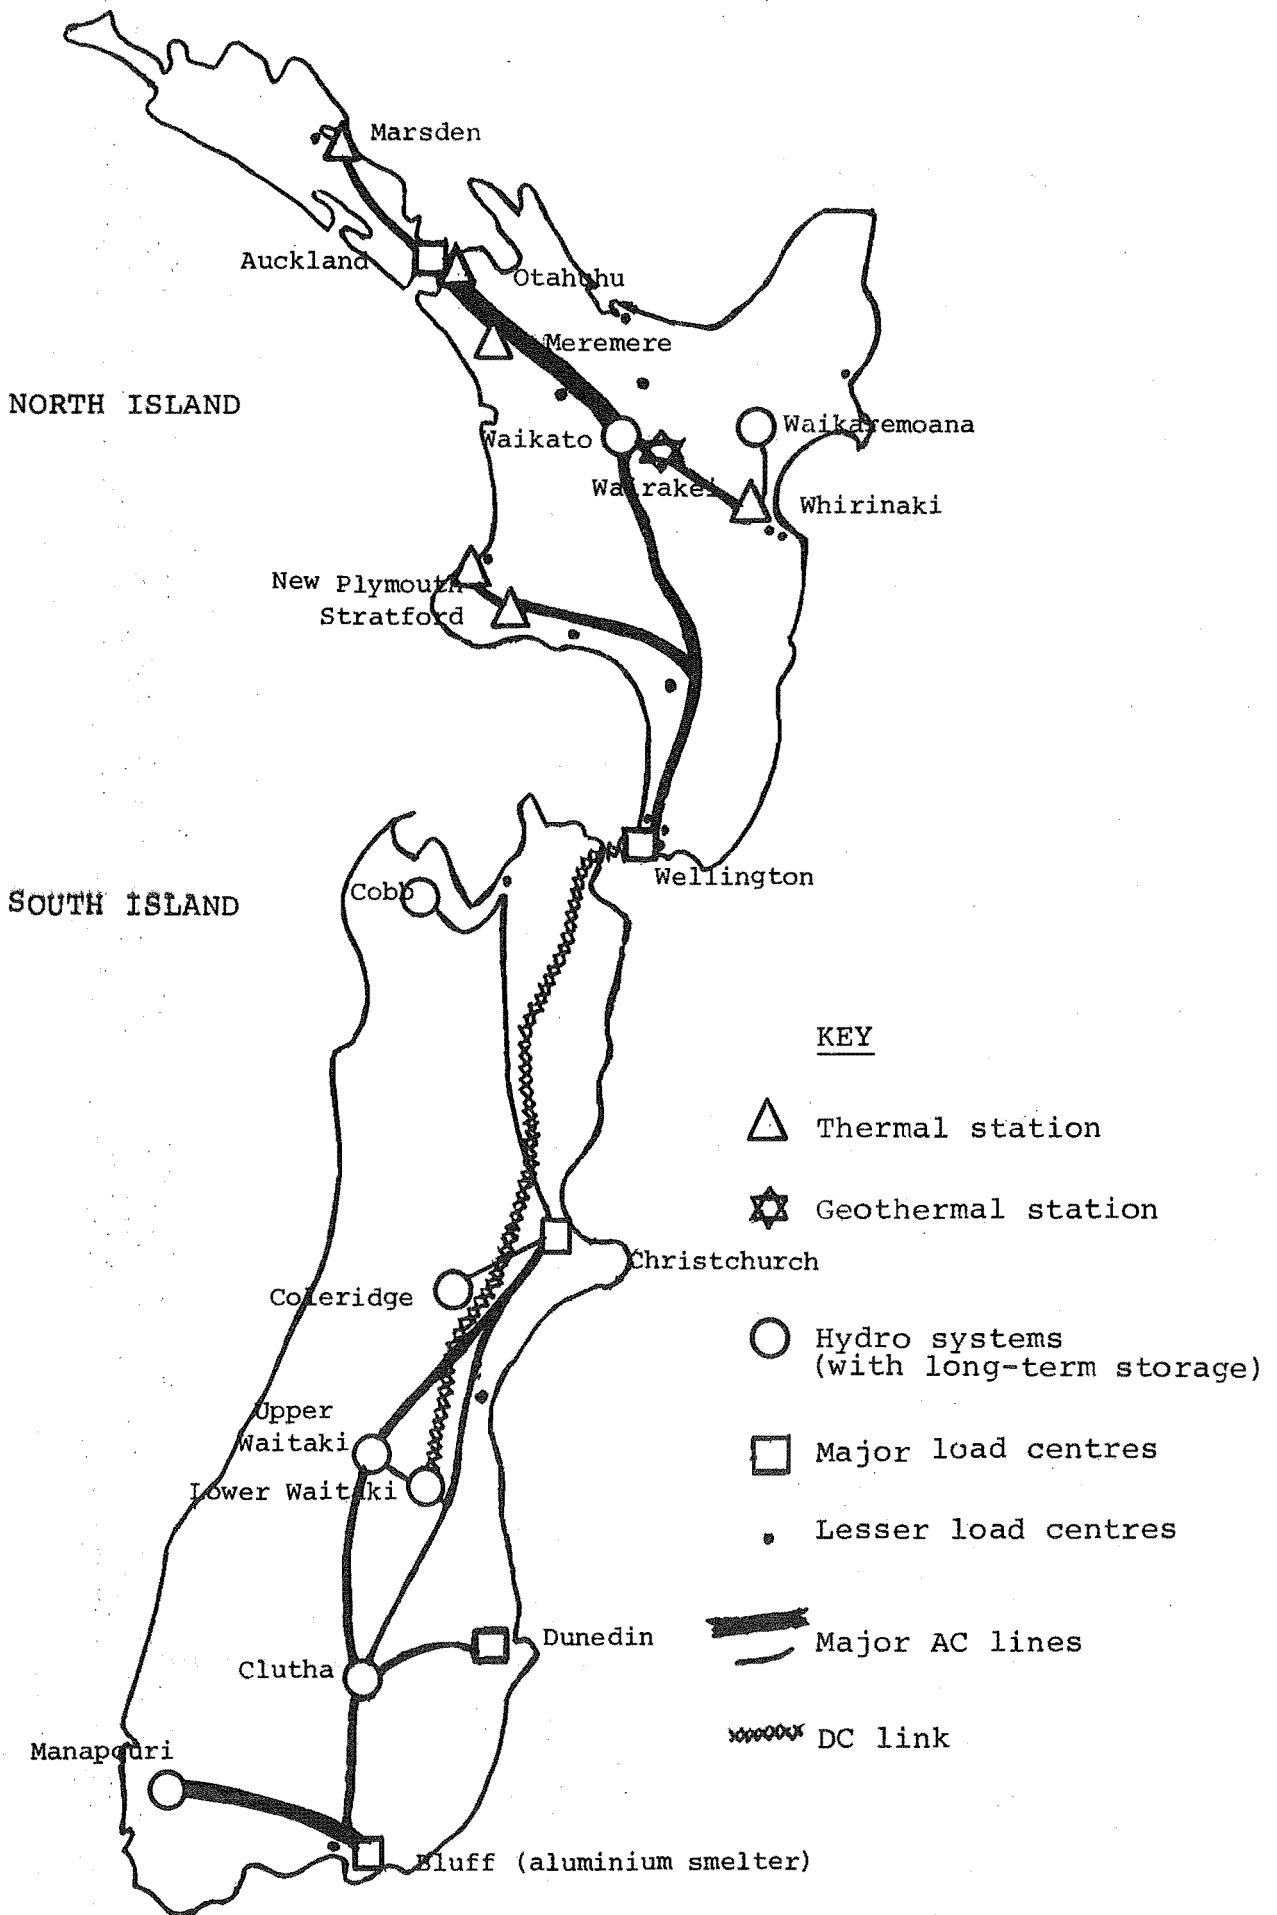 Marsden
Auckland
Otahuhu
Meremere
NORTH ISLAND
Waikato
Waikaremoana
Wairakei
Whirinaki
New Plymouth
Stratford
Wellington
Cobb
SOUTH ISLAND
KEY
Thermal station
Geothermal station
Christchurch
Coleridge
Hydro systems
(with long-term storage)
Upper
Waitaki
Major load centres
Lower Waitaki
Lesser load centres
Dunedin
Major AC lines
Clutha
DC link
Manapouri
Bluff (aluminium smelter)